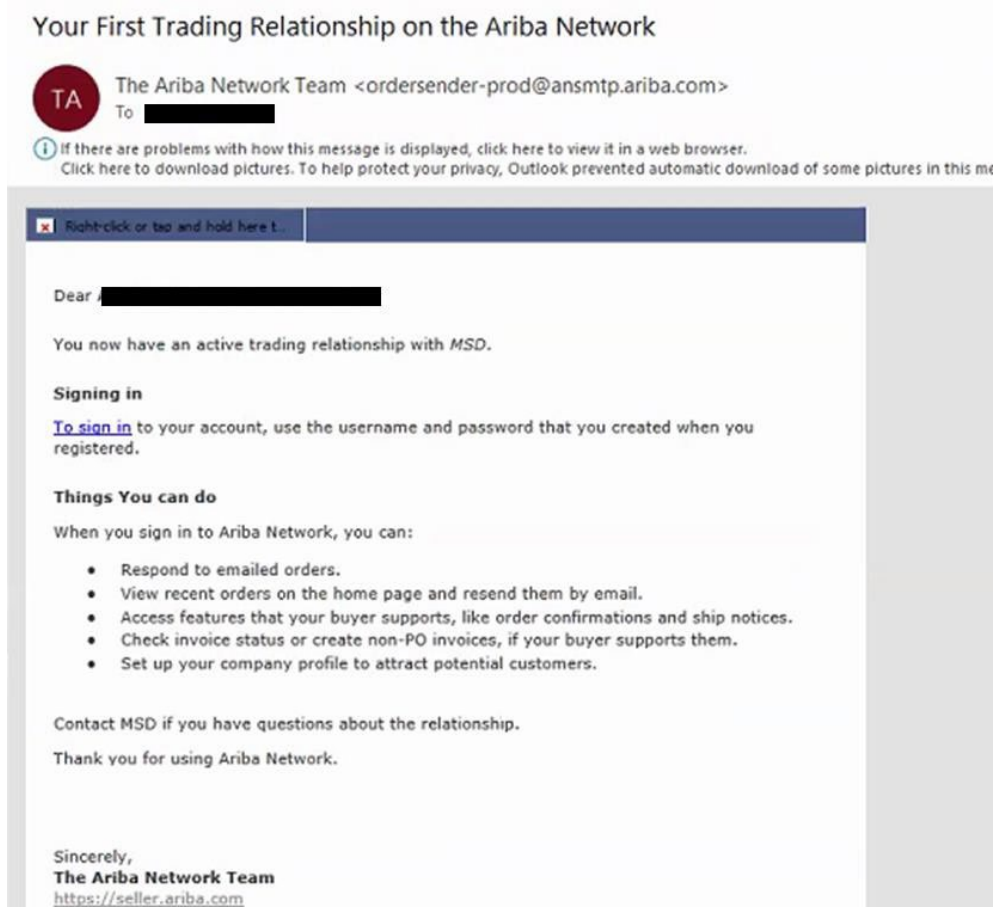 Your First Trading Relationship on the Ariba Network
TA
The Ariba Network Team <ordersender-prod@ansmtp.ariba.com>
To
If there are problems with how this message is displayed, click here to view it in a web browser.
Click here to download pictures. To help protect your privacy, Outlook prevented automatic download of some pictures in this me
Right-click or tap and hold here t...
Dear
You now have an active trading relationship with MSD.
Signing in
To sign in to your account, use the username and password that you created when you
registered.
Things You can do
When you sign in to Ariba Network, you can:
• Respond to emailed orders.
• View recent orders on the home page and resend them by email.
• Access features that your buyer supports, like order confirmations and ship notices.
• Check invoice status or create non-PO invoices, if your buyer supports them.
• Set up your company profile to attract potential customers.
Contact MSD if you have questions about the relationship.
Thank you for using Ariba Network.
Sincerely,
The Ariba Network Team
https://seller.ariba.com